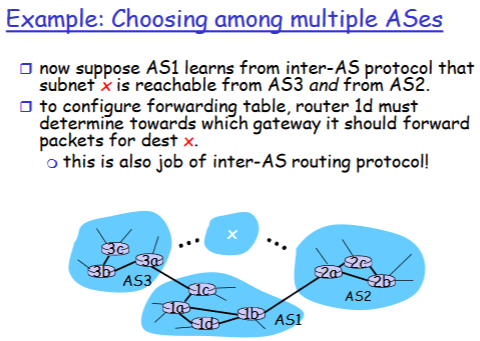 Example: Choosing among multiple ASes
now suppose AS1 learns from inter-AS protocol that
subnet x is reachable from AS3 and from AS2.
to configure forwarding table, router 1d must
determine towards which gateway it should forward
packets for dest x.
this is also job of inter-AS routing protocol!
x
3c
3a
3b
AS3
2c
2a
2b
AS2
1c
1a
1b
1d
AS1